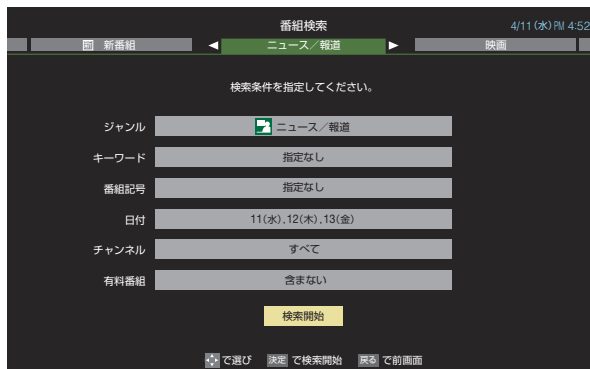 番組検索
4/11(水)PM 4:52
新番組 ニュース／報道 映画
検索条件を指定してください。
ジャンル ニュース／報道
キーワード 指定なし
番組記号 指定なし
日付 11(水),12(木),13(金)
チャンネル すべて
有料番組 含まない
検索開始
で選び 決定 で検索開始 戻る で前画面